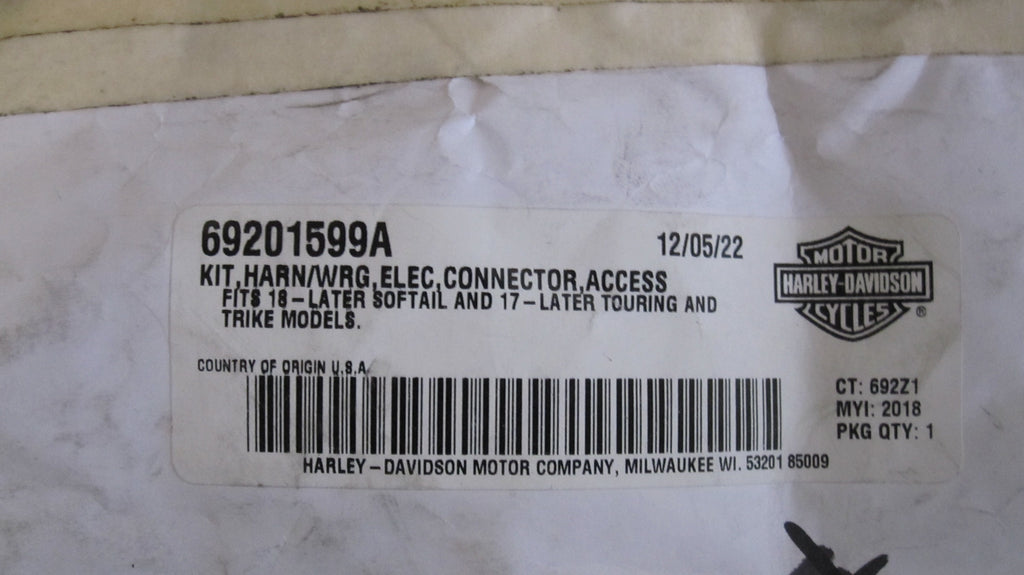 69201599A
12/05/22
KIT,HARN/WRG,ELEC,CONNECTOR,ACCESS
FITS 18-LATER SOFTAIL AND 17-LATER TOURING AND
TRIKE MODELS.
MOTOR
HARLEY-DAVIDSON
CYCLES
®
COUNTRY OF ORIGIN U.S.A.
CT: 692Z1
MYI: 2018
PKG QTY: 1
HARLEY-DAVIDSON MOTOR COMPANY, MILWAUKEE WI. 53201 85009